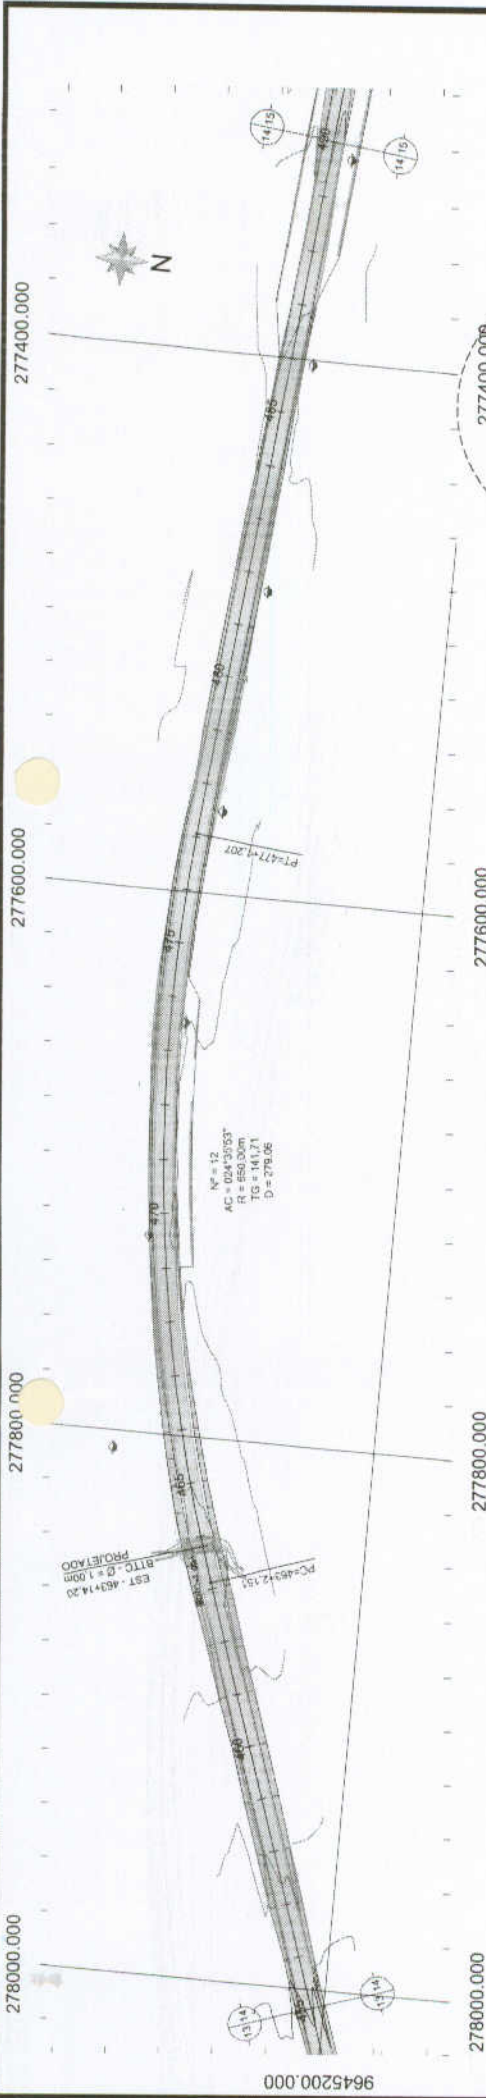 277400.000
277600.000
277800.000
278000.000
N
14 15
14 15
490
485
480
475
470
465
460
455
PT=477+1.207
Nº = 12
AC = 024°35'53"
R = 650,00m
TG = 141,71
D = 279.06
EST - 463+14,20
BTTC - Ø = 1,00m
PROJETADO
PC=463+2.151
13 14
13 14
277400.000
277600.000
277800.000
278000.000
9645200.000